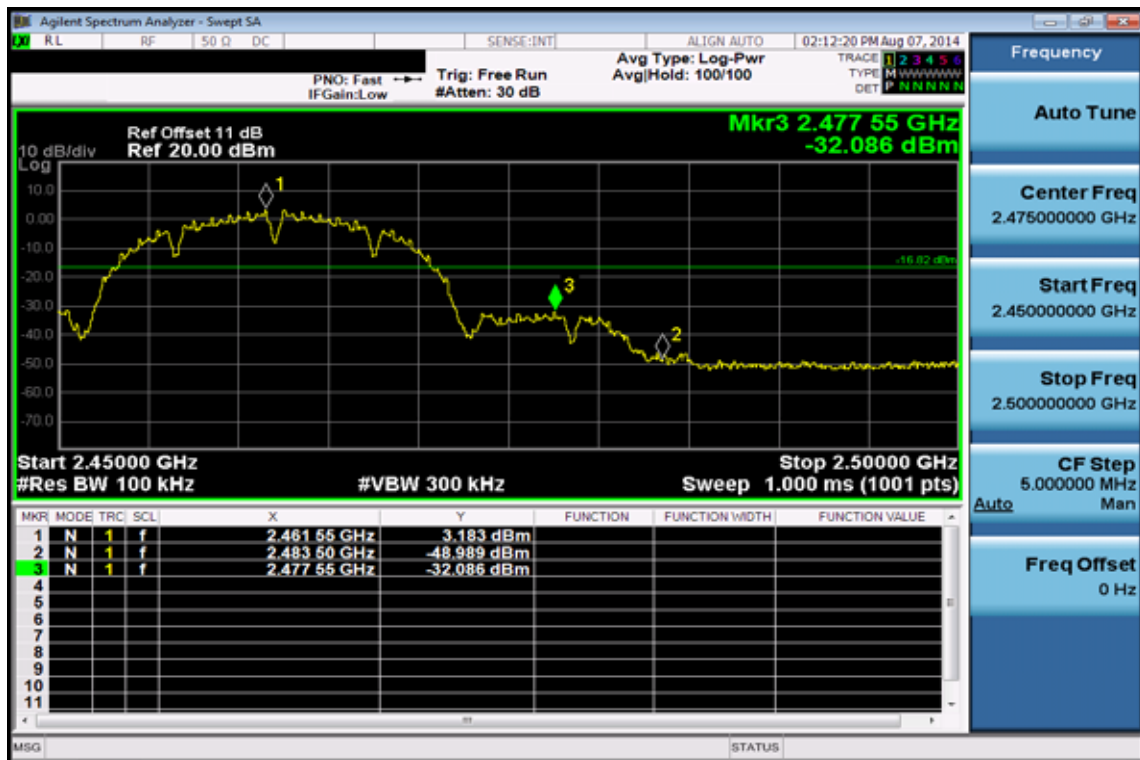 Agilent Spectrum Analyzer - Swept SA
RL RF 50 Ω DC SENSE:INT ALIGN AUTO 02:12:20 PM Aug 07, 2014
PNO: Fast Trig: Free Run Avg Type: Log-Pwr TRACE 1 2 3 4 5 6
IFGain:Low #Atten: 30 dB Avg|Hold: 100/100 TYPE M WWWWW
DET P N N N N N
Ref Offset 11 dB Mkr3 2.477 55 GHz
10 dB/div Ref 20.00 dBm -32.086 dBm
Log
10.0
0.00
-10.0
-20.0
-30.0
-40.0
-50.0
-60.0
-70.0
1
-16.82 dBm
3
2
Start 2.45000 GHz Stop 2.50000 GHz
#Res BW 100 kHz #VBW 300 kHz Sweep 1.000 ms (1001 pts)
MKR MODE TRC SCL X Y FUNCTION FUNCTION WIDTH FUNCTION VALUE
1 N 1 f 2.461 55 GHz 3.183 dBm
2 N 1 f 2.483 50 GHz -48.989 dBm
3 N 1 f 2.477 55 GHz -32.086 dBm
4
5
6
7
8
9
10
11
MSG STATUS
Frequency
Auto Tune
Center Freq
2.475000000 GHz
Start Freq
2.450000000 GHz
Stop Freq
2.500000000 GHz
CF Step
5.000000 MHz
Auto Man
Freq Offset
0 Hz